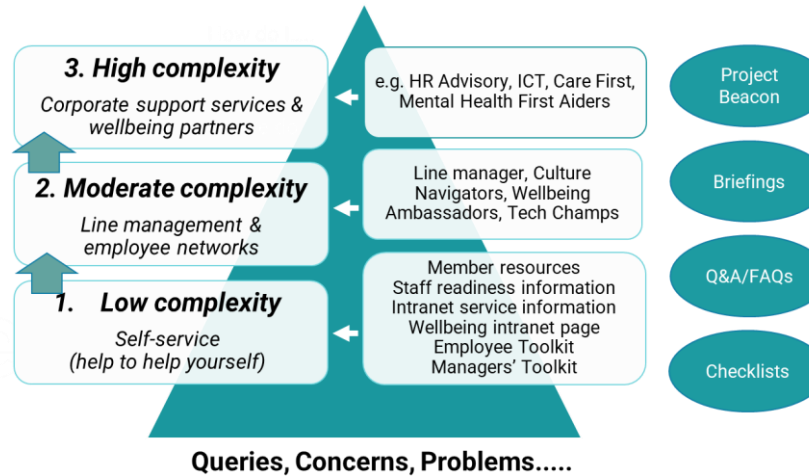 3. High complexity
Corporate support services &
wellbeing partners
e.g. HR Advisory, ICT, Care First,
Mental Health First Aiders
Project
Beacon
2. Moderate complexity
Line management &
employee networks
Line manager, Culture
Navigators, Wellbeing
Ambassadors, Tech Champs
Briefings
1. Low complexity
Self-service
(help to help yourself)
Member resources
Staff readiness information
Intranet service information
Wellbeing intranet page
Employee Toolkit
Managers’ Toolkit
Q&A/FAQs
Checklists
Queries, Concerns, Problems.....